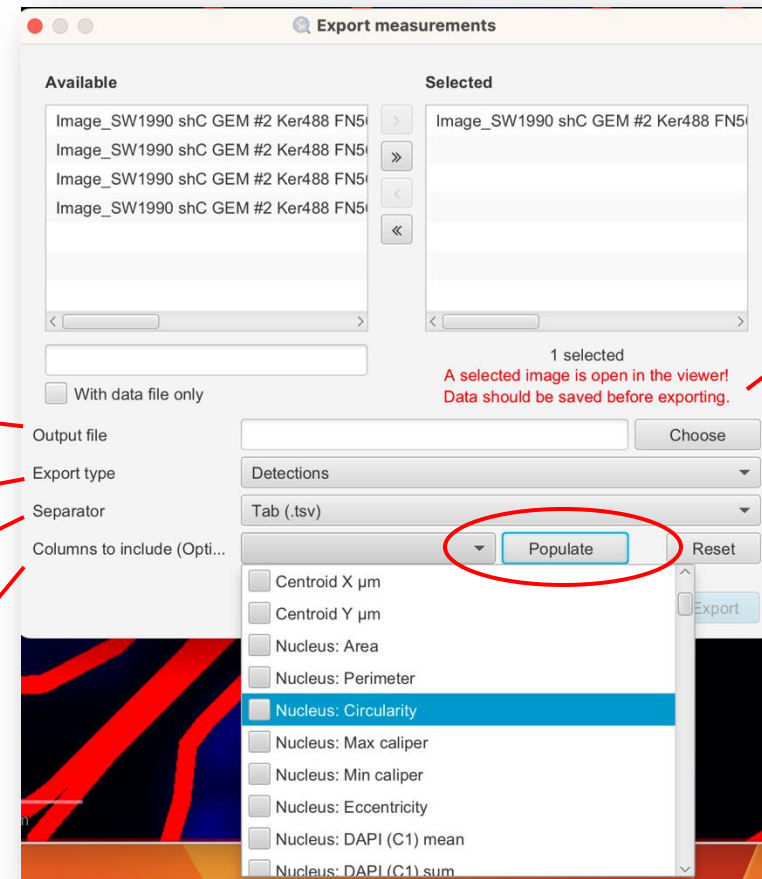 Export measurements
Available
Selected
Image_SW1990 shC GEM #2 Ker488 FN5
Image_SW1990 shC GEM #2 Ker488 FN5
Image_SW1990 shC GEM #2 Ker488 FN5
Image_SW1990 shC GEM #2 Ker488 FN5
Image_SW1990 shC GEM #2 Ker488 FN5
>
»
<
«
1 selected
A selected image is open in the viewer!
Data should be saved before exporting.
With data file only
Output file
Choose
Export type
Detections
Separator
Tab (.tsv)
Columns to include (Opti...
Populate
Reset
Export
Centroid X µm
Centroid Y µm
Nucleus: Area
Nucleus: Perimeter
Nucleus: Circularity
Nucleus: Max caliper
Nucleus: Min caliper
Nucleus: Eccentricity
Nucleus: DAPI (C1) mean
Nucleus: DAPI (C1) sum